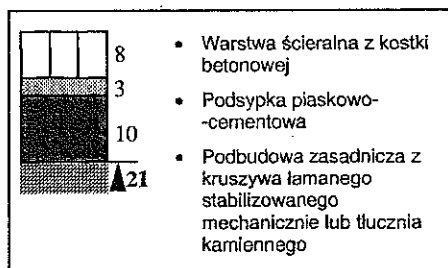 8
3
10
21
• Warstwa ścieralna z kostki
betonowej
• Podsypka piaskowo-
-cementowa
• Podbudowa zasadnicza z
kruszywa łamanego
stabilizowanego
mechanicznie lub tłucznia
kamiennego